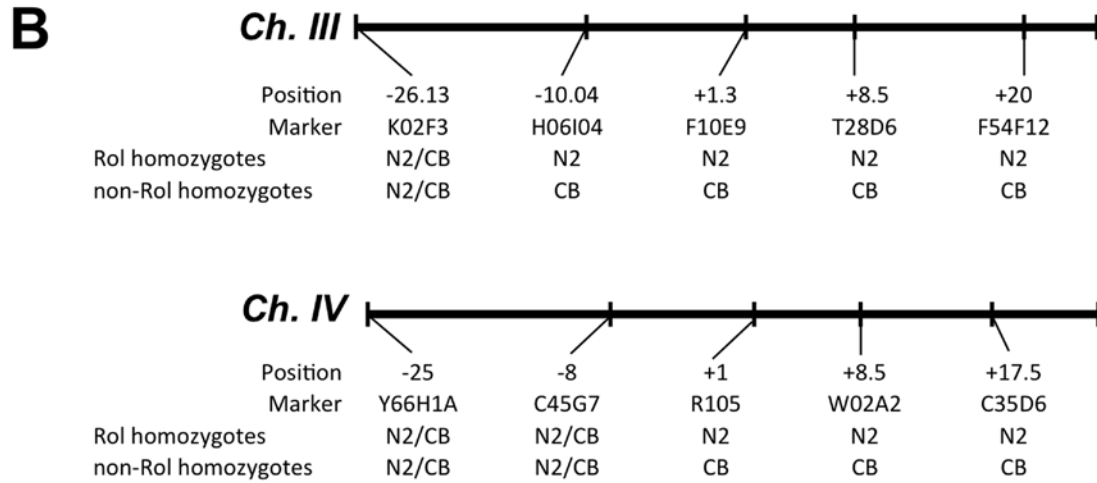 B
Ch. III
Position -26.13 -10.04 +1.3 +8.5 +20
Marker K02F3 H06I04 F10E9 T28D6 F54F12
Rol homozygotes N2/CB N2 N2 N2 N2
non-Rol homozygotes N2/CB CB CB CB CB
Ch. IV
Position -25 -8 +1 +8.5 +17.5
Marker Y66H1A C45G7 R105 W02A2 C35D6
Rol homozygotes N2/CB N2/CB N2 N2 N2
non-Rol homozygotes N2/CB N2/CB CB CB CB